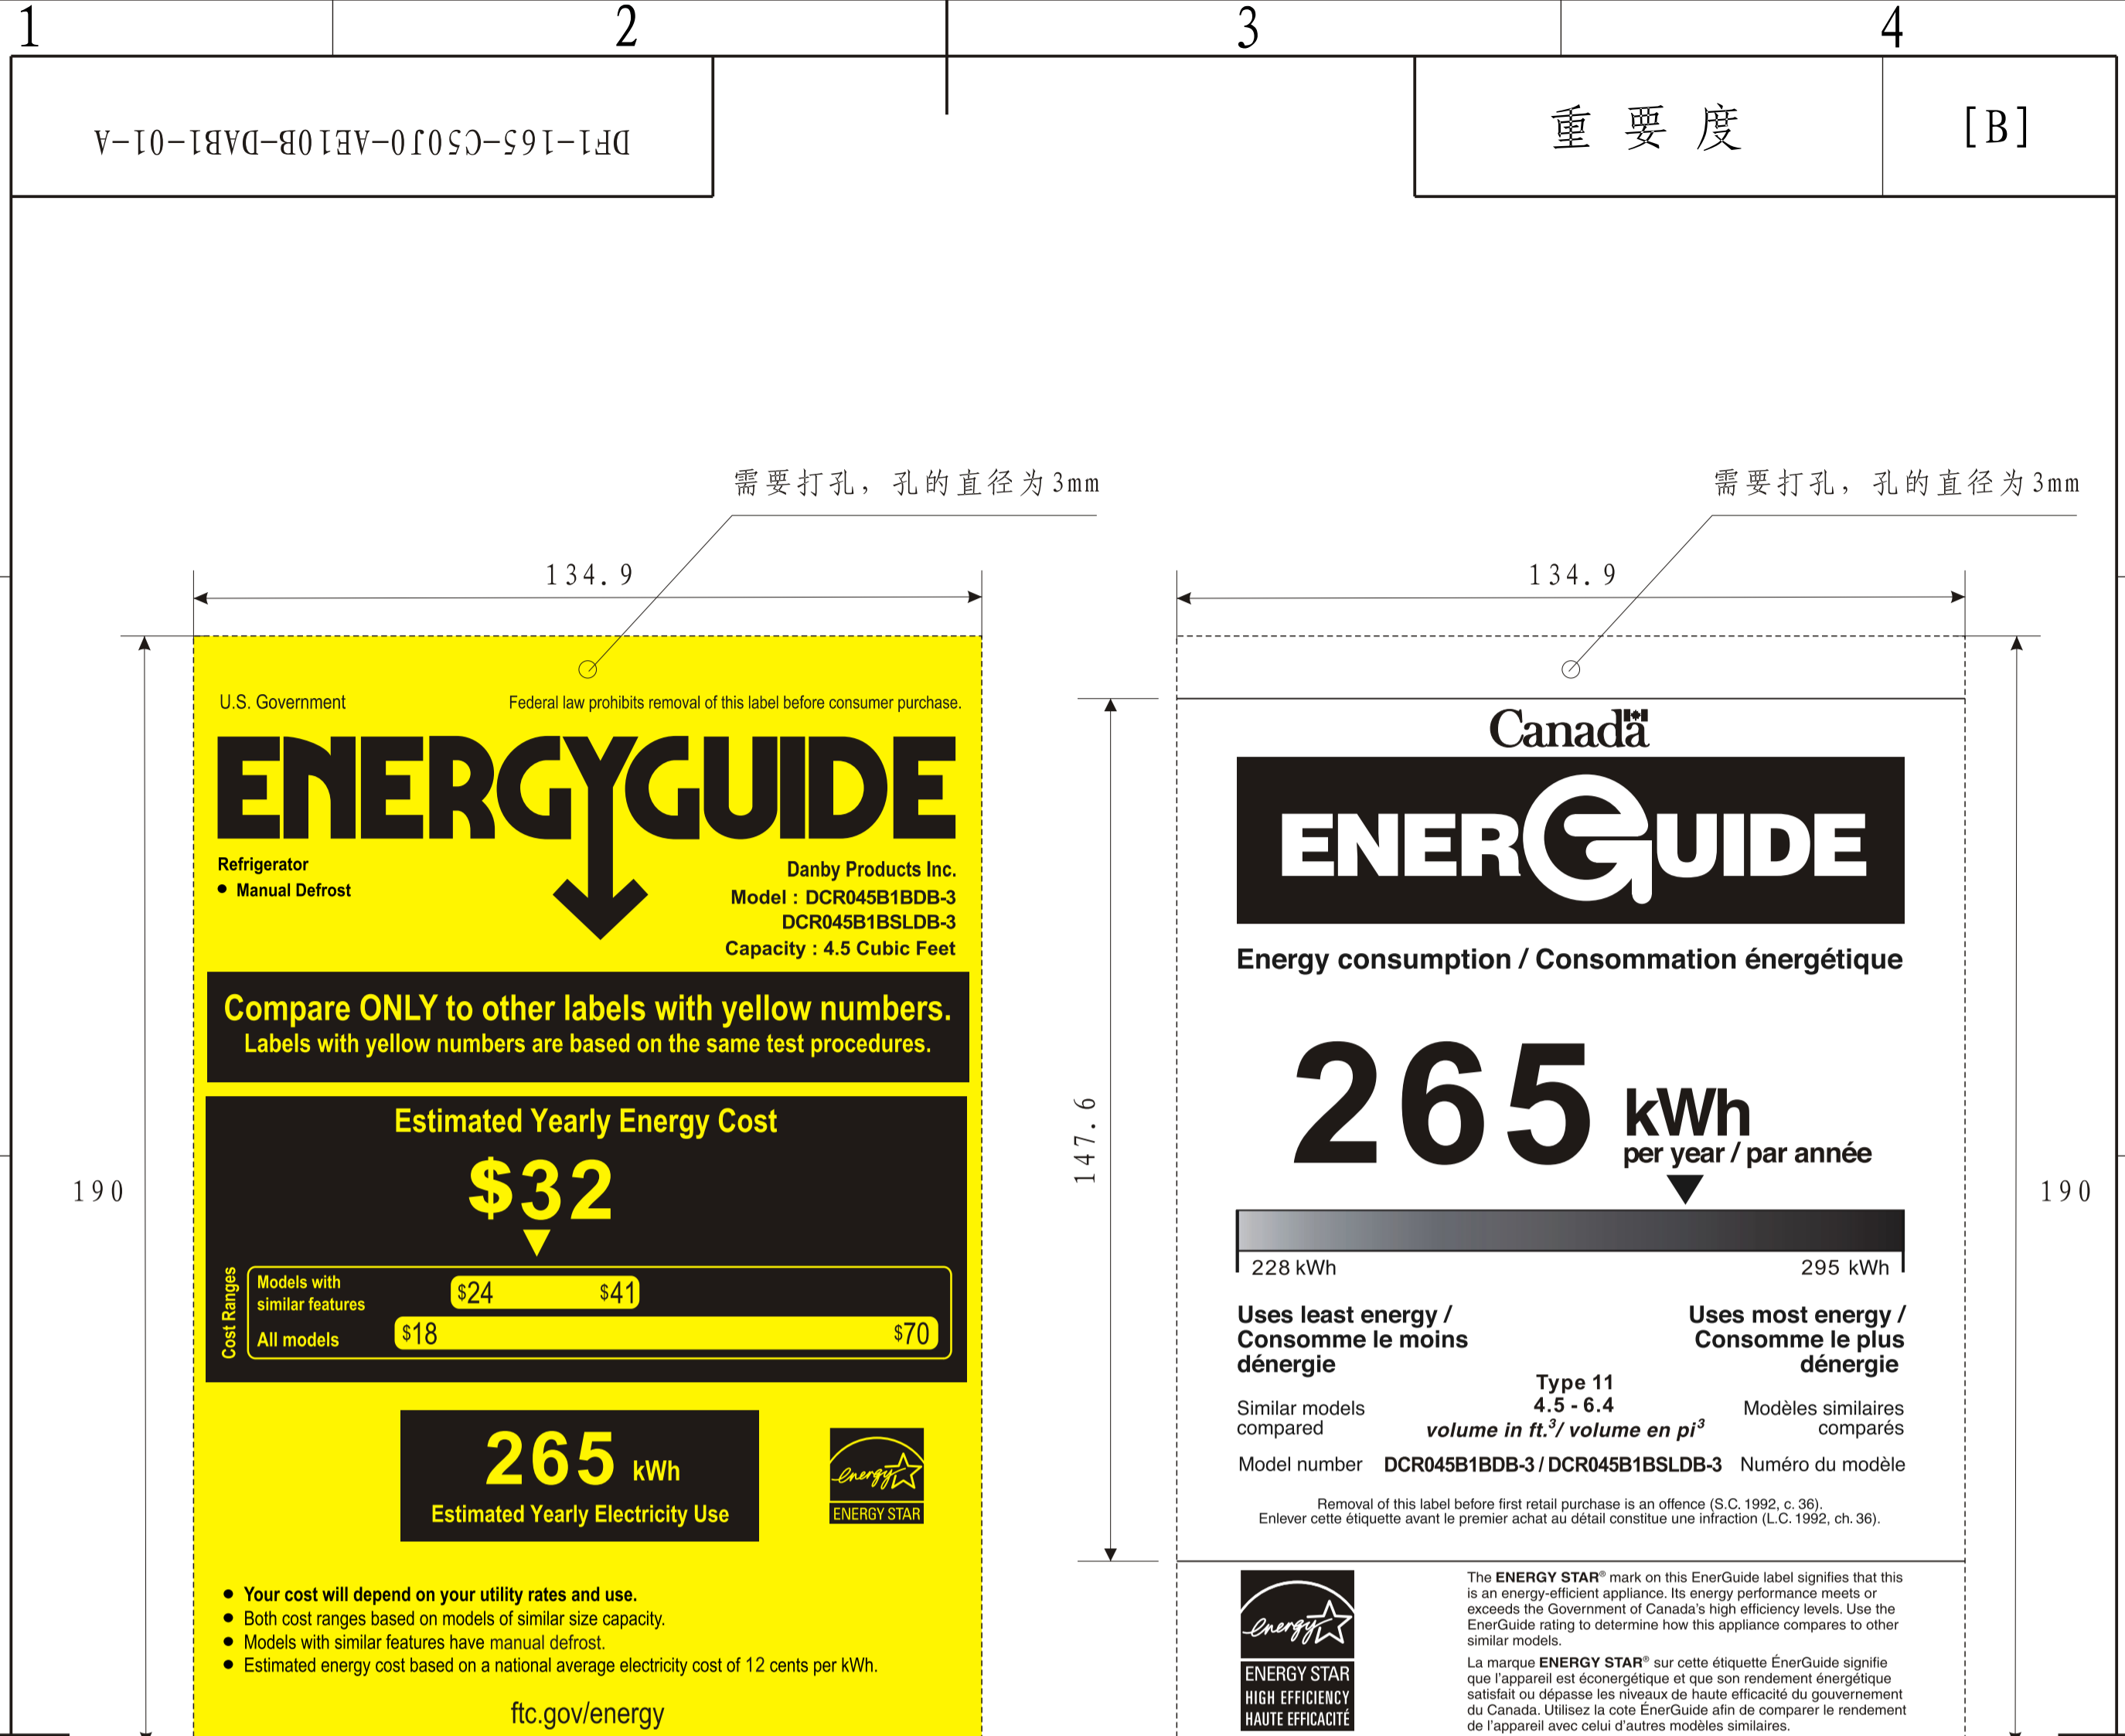 1 2 3 4
DF1-165-C50J0-AE10B-DAB1-01-A
重要度 [B]
需要打孔，孔的直径为3mm
需要打孔，孔的直径为3mm
134.9
134.9
190
U.S. Government Federal law prohibits removal of this label before consumer purchase.
ENERGYGUIDE
Refrigerator
• Manual Defrost
Danby Products Inc.
Model : DCR045B1BDB-3
DCR045B1BSLDB-3
Capacity : 4.5 Cubic Feet
Compare ONLY to other labels with yellow numbers.
Labels with yellow numbers are based on the same test procedures.
Estimated Yearly Energy Cost
$32
Cost Ranges
Models with
similar features
$24 $41
All models $18 $70
265 kWh
Estimated Yearly Electricity Use
energy
ENERGY STAR
• Your cost will depend on your utility rates and use.
• Both cost ranges based on models of similar size capacity.
• Models with similar features have manual defrost.
• Estimated energy cost based on a national average electricity cost of 12 cents per kWh.
ftc.gov/energy
147.6
190
Canada
ENERGUIDE
Energy consumption / Consommation énergétique
265 kWh
per year / par année
228 kWh 295 kWh
Uses least energy /
Consomme le moins
dénergie
Uses most energy /
Consomme le plus
dénergie
Similar models
compared
Type 11
4.5 - 6.4
volume in ft.³/ volume en pi³
Modèles similaires
comparés
Model number DCR045B1BDB-3 / DCR045B1BSLDB-3 Numéro du modèle
Removal of this label before first retail purchase is an offence (S.C. 1992, c. 36).
Enlever cette étiquette avant le premier achat au détail constitue une infraction (L.C. 1992, ch. 36).
energy
ENERGY STAR
HIGH EFFICIENCY
HAUTE EFFICACITÉ
The ENERGY STAR® mark on this EnerGuide label signifies that this
is an energy-efficient appliance. Its energy performance meets or
exceeds the Government of Canada's high efficiency levels. Use the
EnerGuide rating to determine how this appliance compares to other
similar models.
La marque ENERGY STAR® sur cette étiquette ÉnerGuide signifie
que l'appareil est éconergétique et que son rendement énergétique
satisfait ou dépasse les niveaux de haute efficacité du gouvernement
du Canada. Utilisez la cote ÉnerGuide afin de comparer le rendement
de l'appareil avec celui d'autres modèles similaires.